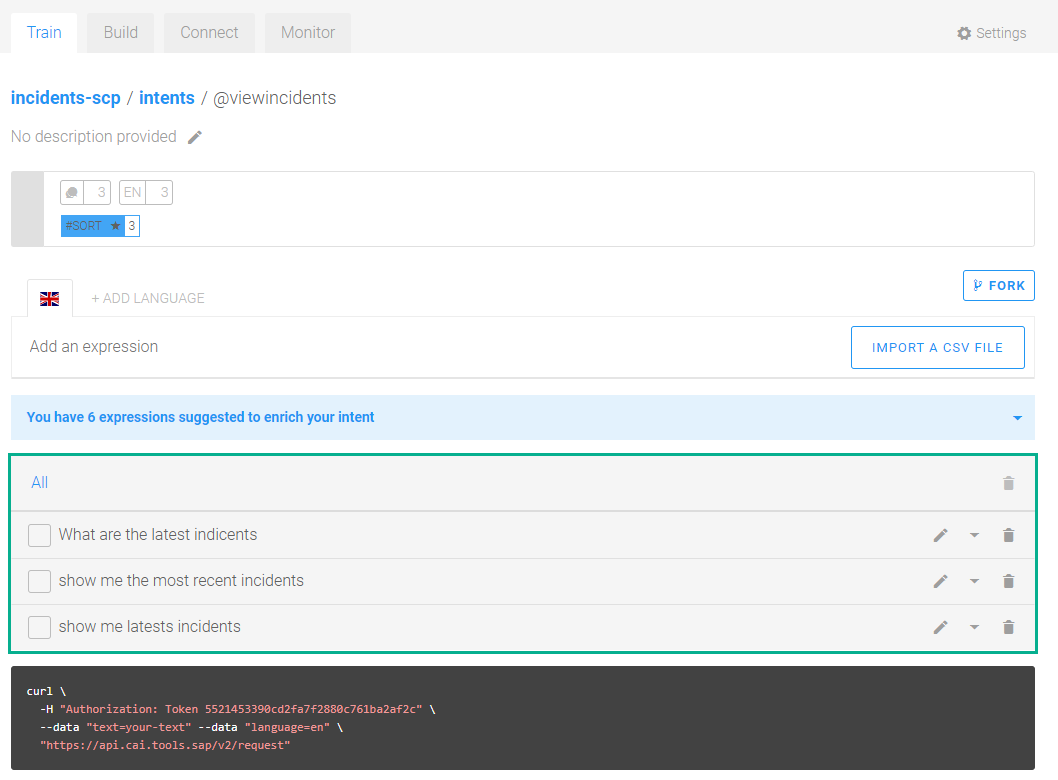 Train Build Connect Monitor Settings
incidents-scp / intents / @viewincidents
No description provided
3 EN 3
#SORT ★ 3
+ ADD LANGUAGE
FORK
Add an expression
IMPORT A CSV FILE
You have 6 expressions suggested to enrich your intent
All
What are the latest indicents
show me the most recent incidents
show me latests incidents
curl \
-H "Authorization: Token 5521453390cd2fa7f2880c761ba2af2c" \
--data "text=your-text" --data "language=en" \
"https://api.cai.tools.sap/v2/request"